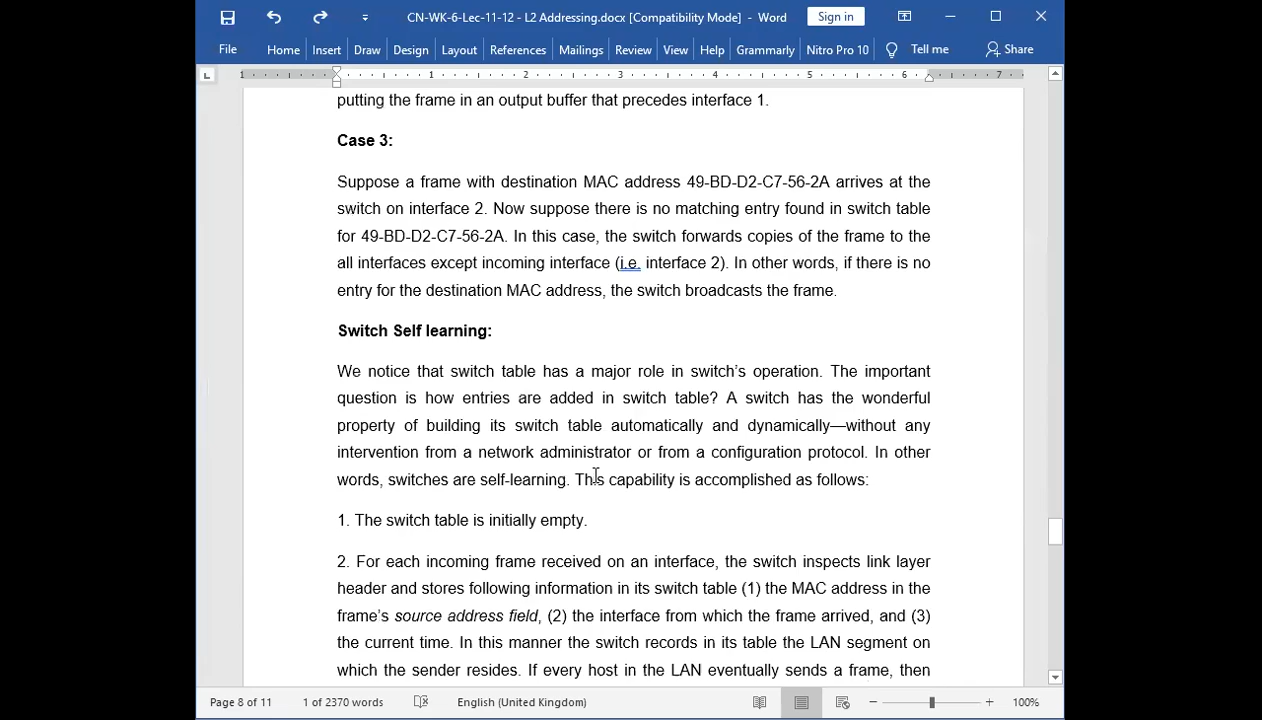 CN-WK-6-Lec-11-12 - L2 Addressing.docx [Compatibility Mode] - Word
Sign in
File Home Insert Draw Design Layout References Mailings Review View Help Grammarly Nitro Pro 10 Tell me Share
1 1 2 3 4 5 6 7
putting the frame in an output buffer that precedes interface 1.
Case 3:
Suppose a frame with destination MAC address 49-BD-D2-C7-56-2A arrives at the
switch on interface 2. Now suppose there is no matching entry found in switch table
for 49-BD-D2-C7-56-2A. In this case, the switch forwards copies of the frame to the
all interfaces except incoming interface (i.e. interface 2). In other words, if there is no
entry for the destination MAC address, the switch broadcasts the frame.
Switch Self learning:
We notice that switch table has a major role in switch's operation. The important
question is how entries are added in switch table? A switch has the wonderful
property of building its switch table automatically and dynamically—without any
intervention from a network administrator or from a configuration protocol. In other
words, switches are self-learning. This capability is accomplished as follows:
1. The switch table is initially empty.
2. For each incoming frame received on an interface, the switch inspects link layer
header and stores following information in its switch table (1) the MAC address in the
frame's source address field, (2) the interface from which the frame arrived, and (3)
the current time. In this manner the switch records in its table the LAN segment on
which the sender resides. If every host in the LAN eventually sends a frame, then
Page 8 of 11 1 of 2370 words English (United Kingdom) 100%